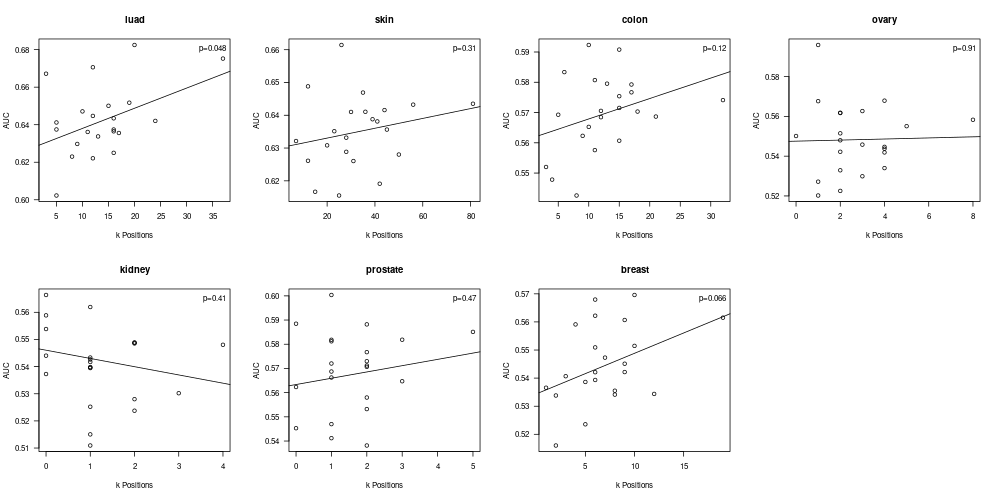 luad
p=0.048
AUC
0.68
0.66
0.64
0.62
0.60
5 10 15 20 25 30 35
k Positions
skin
p=0.31
AUC
0.66
0.65
0.64
0.63
0.62
20 40 60 80
k Positions
colon
p=0.12
AUC
0.59
0.58
0.57
0.56
0.55
5 10 15 20 25 30
k Positions
ovary
p=0.91
AUC
0.58
0.56
0.54
0.52
0 2 4 6 8
k Positions
kidney
p=0.41
AUC
0.56
0.55
0.54
0.53
0.52
0.51
0 1 2 3 4
k Positions
prostate
p=0.47
AUC
0.60
0.59
0.58
0.57
0.56
0.55
0.54
0 1 2 3 4 5
k Positions
breast
p=0.066
AUC
0.57
0.56
0.55
0.54
0.53
0.52
5 10 15
k Positions